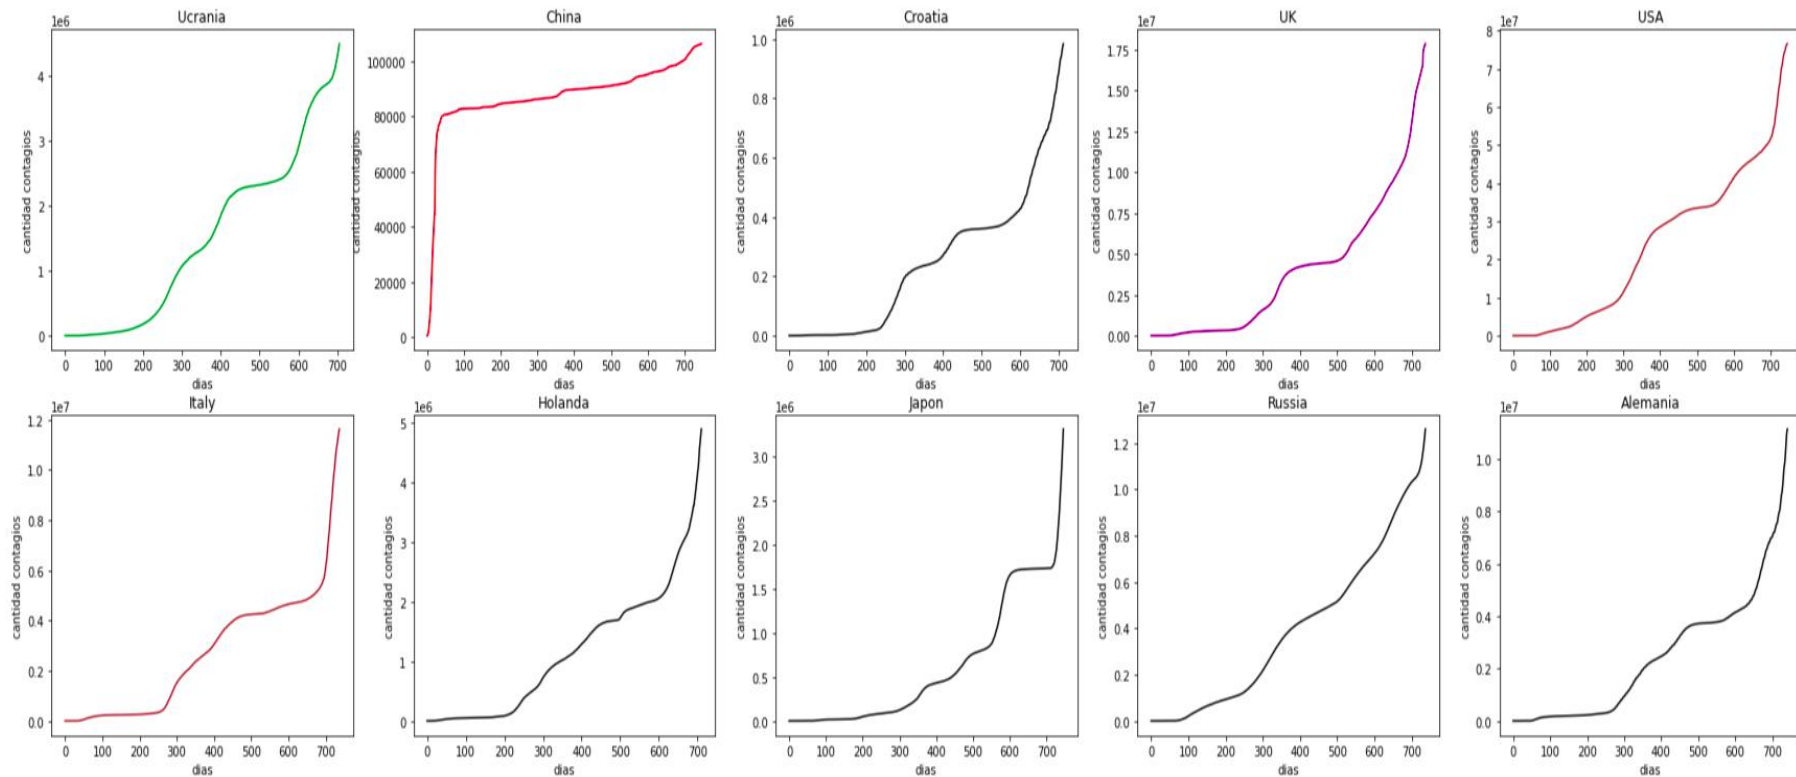 Ucrania
1e6
4
3
2
1
0
cantidad contagios
0 100 200 300 400 500 600 700
dias
China
100000
80000
60000
40000
20000
0
cantidad contagios
0 100 200 300 400 500 600 700
dias
Croatia
1e6
1.0
0.8
0.6
0.4
0.2
0.0
cantidad contagios
0 100 200 300 400 500 600 700
dias
UK
1e7
1.75
1.50
1.25
1.00
0.75
0.50
0.25
0.00
cantidad contagios
0 100 200 300 400 500 600 700
dias
USA
1e7
8
7
6
5
4
3
2
1
0
cantidad contagios
0 100 200 300 400 500 600 700
dias
Italy
1e7
1.2
1.0
0.8
0.6
0.4
0.2
0.0
cantidad contagios
0 100 200 300 400 500 600 700
dias
Holanda
1e6
5
4
3
2
1
0
cantidad contagios
0 100 200 300 400 500 600 700
dias
Japon
1e6
3.0
2.5
2.0
1.5
1.0
0.5
0.0
cantidad contagios
0 100 200 300 400 500 600 700
dias
Russia
1e7
1.2
1.0
0.8
0.6
0.4
0.2
0.0
cantidad contagios
0 100 200 300 400 500 600 700
dias
Alemania
1e7
1.0
0.8
0.6
0.4
0.2
0.0
cantidad contagios
0 100 200 300 400 500 600 700
dias